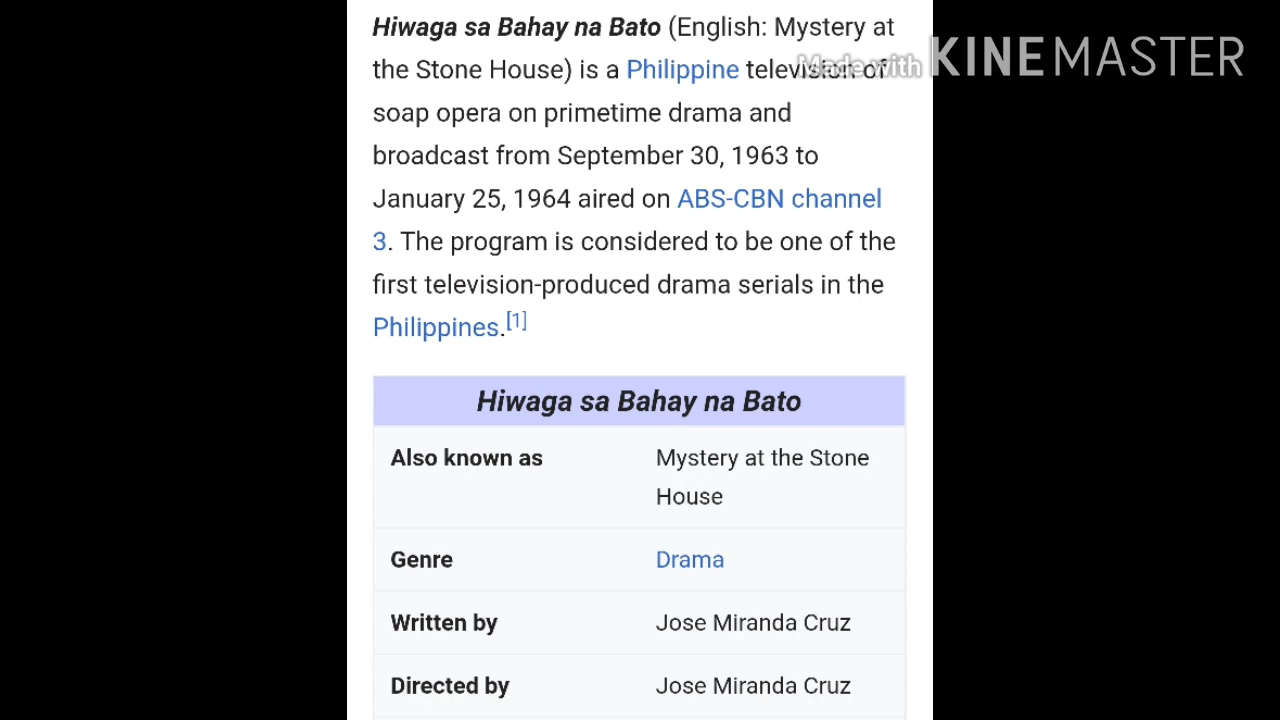 Hiwaga sa Bahay na Bato (English: Mystery at
the Stone House) is a Philippine television of
soap opera on primetime drama and
broadcast from September 30, 1963 to
January 25, 1964 aired on ABS-CBN channel
3. The program is considered to be one of the
first television-produced drama serials in the
Philippines.[1]
Made with KINEMASTER
Hiwaga sa Bahay na Bato
Also known as Mystery at the Stone
House
Genre Drama
Written by Jose Miranda Cruz
Directed by Jose Miranda Cruz